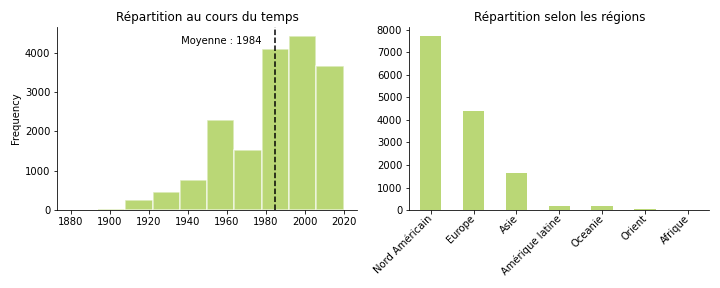 Répartition au cours du temps
Moyenne : 1984
Frequency
4000
3000
2000
1000
0
1880
1900
1920
1940
1960
1980
2000
2020
Répartition selon les régions
8000
7000
6000
5000
4000
3000
2000
1000
0
Nord Américain
Europe
Asie
Amérique latine
Oceanie
Orient
Afrique